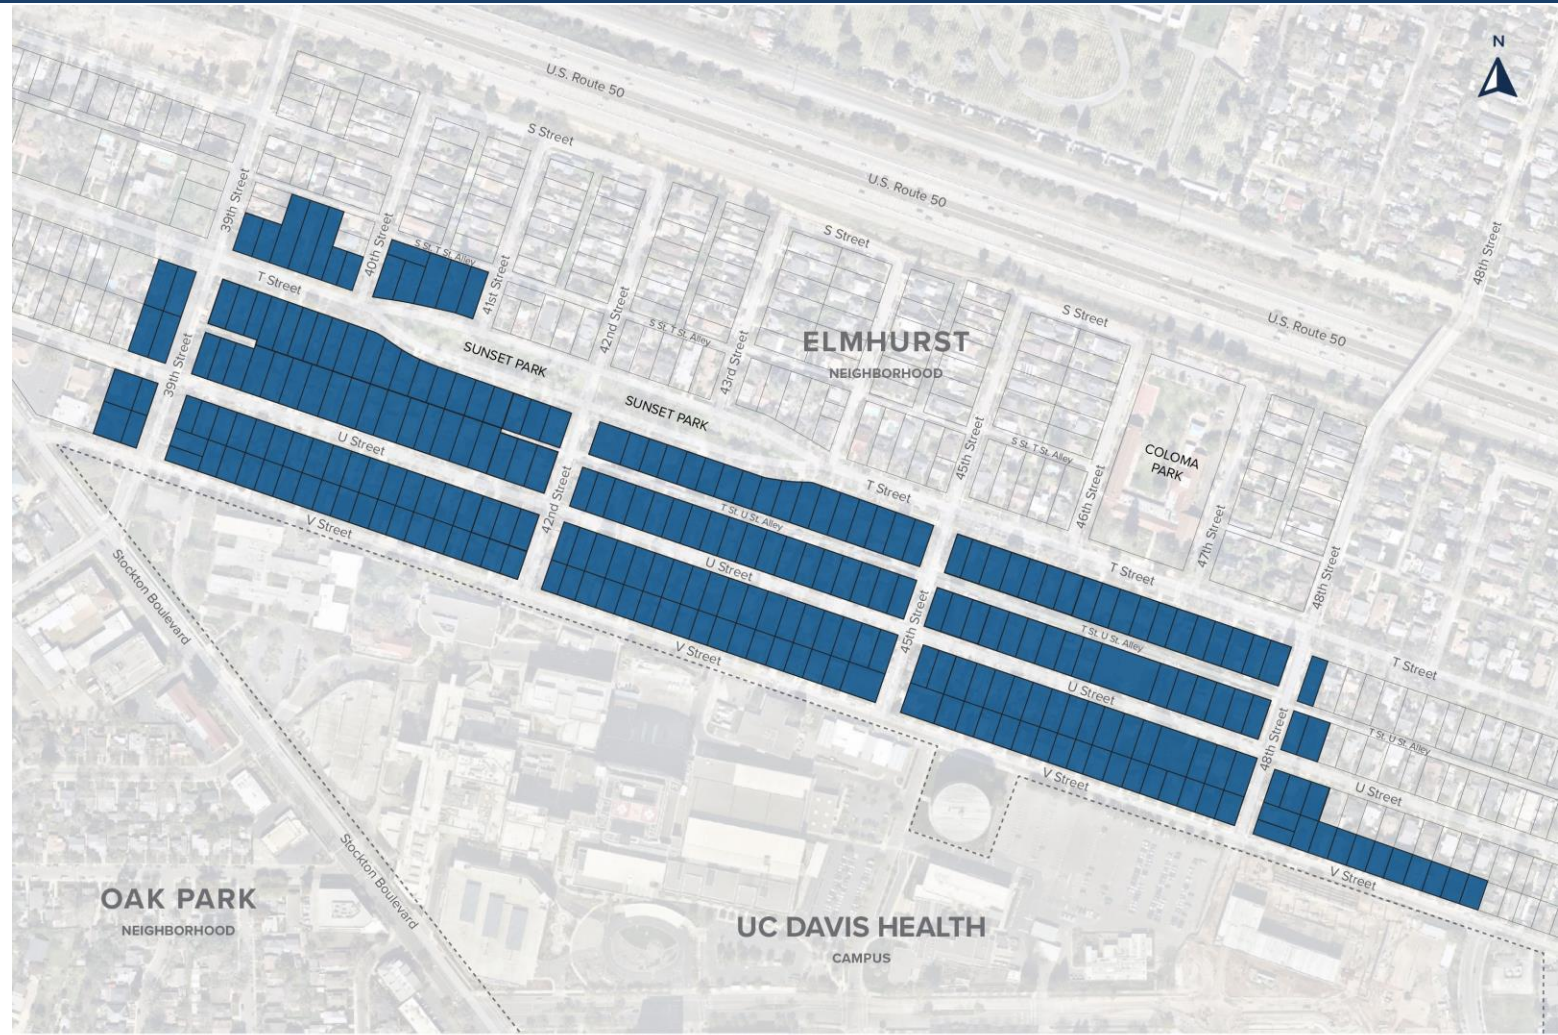 N
U.S. Route 50
S Street
U.S. Route 50
39th Street
40th Street
S St. T St. Alley
41st Street
S Street
48th Street
T Street
42nd Street
S St. T St. Alley
43rd Street
ELMHURST
NEIGHBORHOOD
S Street
U.S. Route 50
SUNSET PARK
39th Street
SUNSET PARK
45th Street
S St. T St. Alley
COLOMA
PARK
U Street
42nd Street
T Street
46th Street
47th Street
V Street
T St. U St. Alley
T Street
48th Street
Stockton Boulevard
U Street
45th Street
T St. U St. Alley
T Street
V Street
U Street
48th Street
T St. U St. Alley
V Street
U Street
Stockton Boulevard
V Street
OAK PARK
NEIGHBORHOOD
UC DAVIS HEALTH
CAMPUS